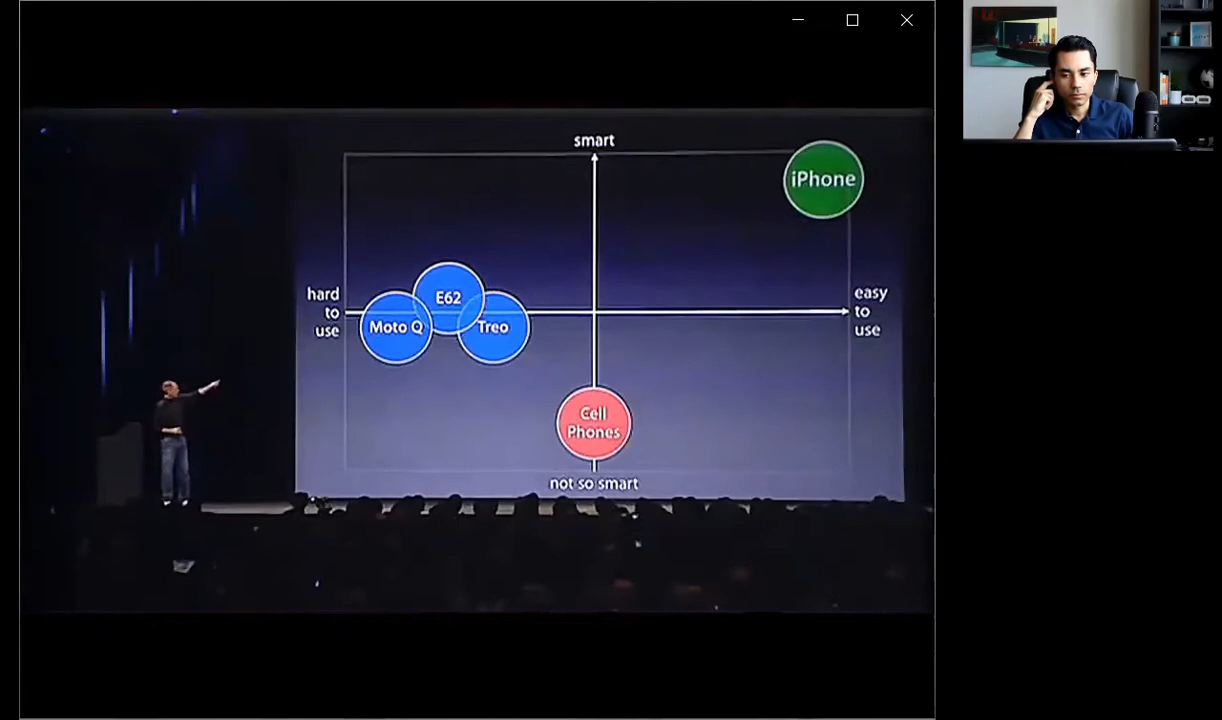 smart
iPhone
hard
to
use
E62
Moto Q
Treo
easy
to
use
Cell
Phones
not so smart